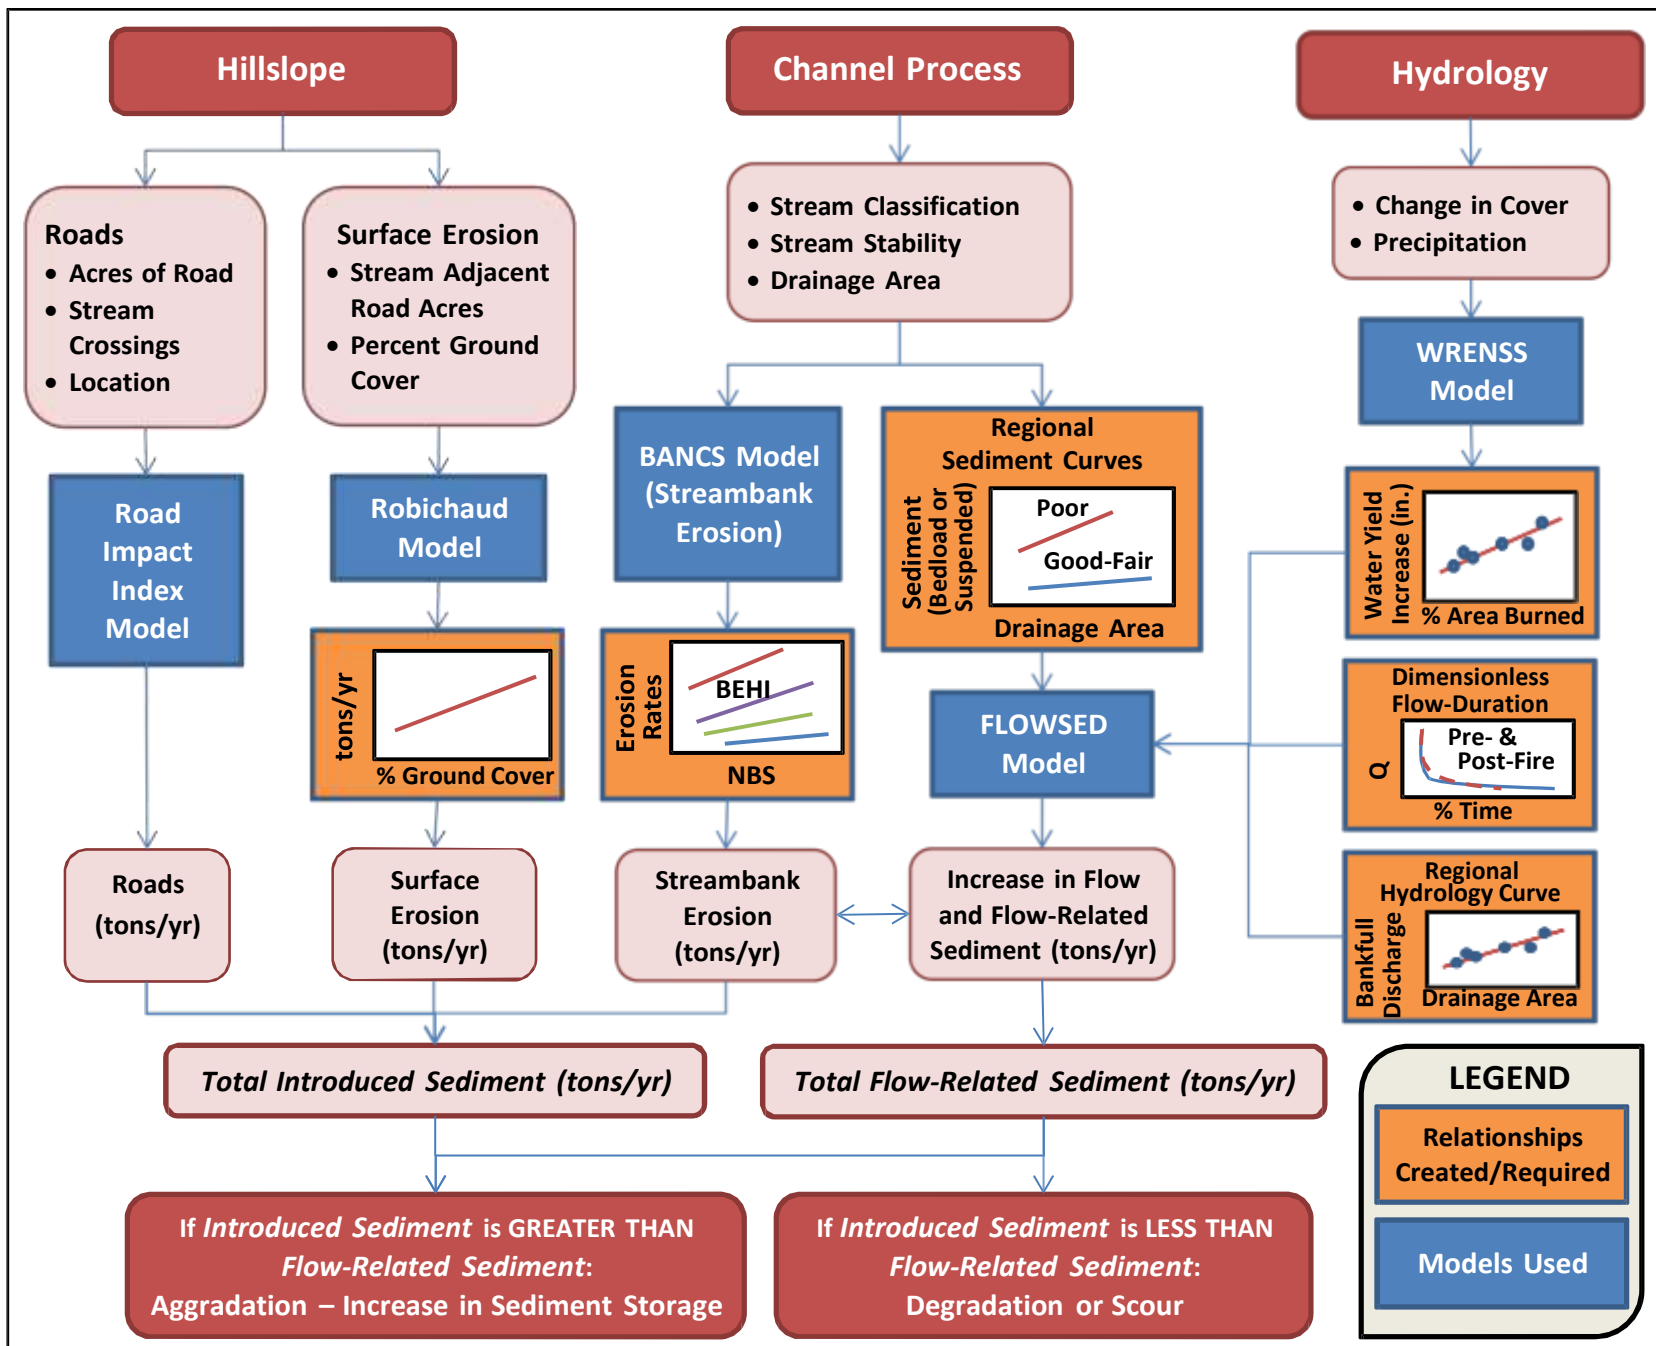 Hillslope
Channel Process
Hydrology
Roads
• Acres of Road
• Stream
Crossings
• Location
Surface Erosion
• Stream Adjacent
Road Acres
• Percent Ground
Cover
• Stream Classification
• Stream Stability
• Drainage Area
• Change in Cover
• Precipitation
Road
Impact
Index
Model
Robichaud
Model
BANCS Model
(Streambank
Erosion)
Regional
Sediment Curves
Sediment
(Bedload or
Suspended)
Poor
Good-Fair
Drainage Area
WRENSS
Model
Water Yield
Increase (in.)
% Area Burned
tons/yr
% Ground Cover
Erosion
Rates
BEHI
NBS
FLOWSED
Model
Dimensionless
Flow-Duration
Q
Pre- &
Post-Fire
% Time
Roads
(tons/yr)
Surface
Erosion
(tons/yr)
Streambank
Erosion
(tons/yr)
Increase in Flow
and Flow-Related
Sediment (tons/yr)
Regional
Hydrology Curve
Bankfull
Discharge
Drainage Area
Total Introduced Sediment (tons/yr)
Total Flow-Related Sediment (tons/yr)
If Introduced Sediment is GREATER THAN
Flow-Related Sediment:
Aggradation – Increase in Sediment Storage
If Introduced Sediment is LESS THAN
Flow-Related Sediment:
Degradation or Scour
LEGEND
Relationships
Created/Required
Models Used